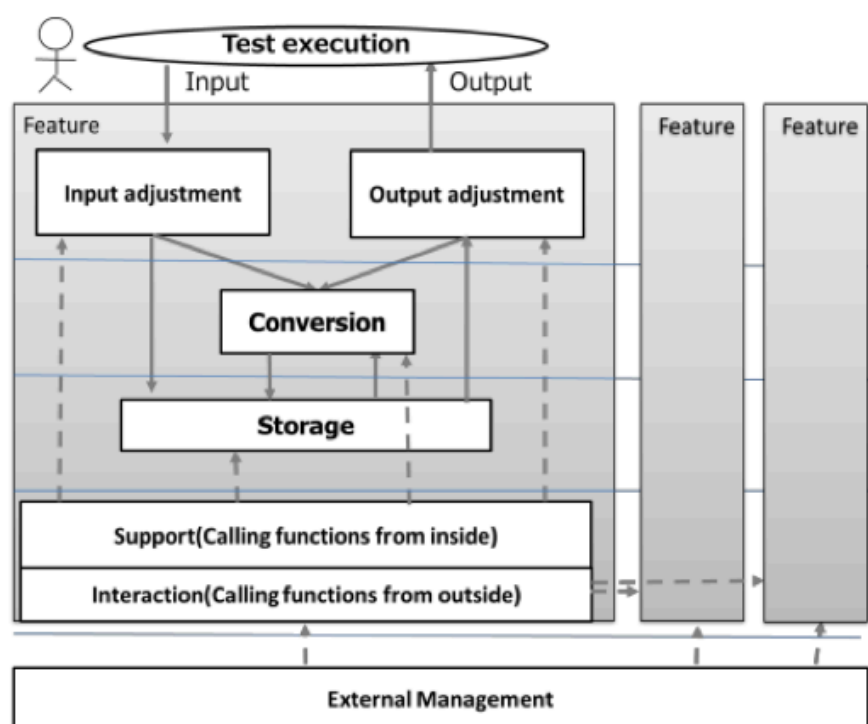 Test execution
Input
Output
Feature
Feature
Feature
Input adjustment
Output adjustment
Conversion
Storage
Support(Calling functions from inside)
Interaction(Calling functions from outside)
External Management